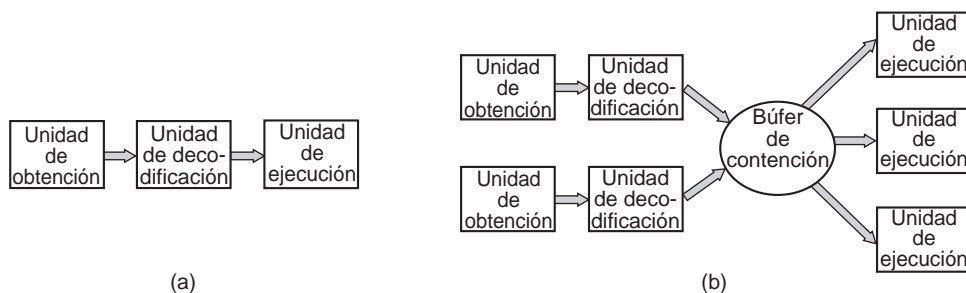 Unidad
de
obtención
Unidad
de deco-
dificación
Unidad
de
ejecución
(a)
Unidad
de
obtención
Unidad
de deco-
dificación
Unidad
de
obtención
Unidad
de deco-
dificación
Búfer
de
contención
Unidad
de
ejecución
Unidad
de
ejecución
Unidad
de
ejecución
(b)